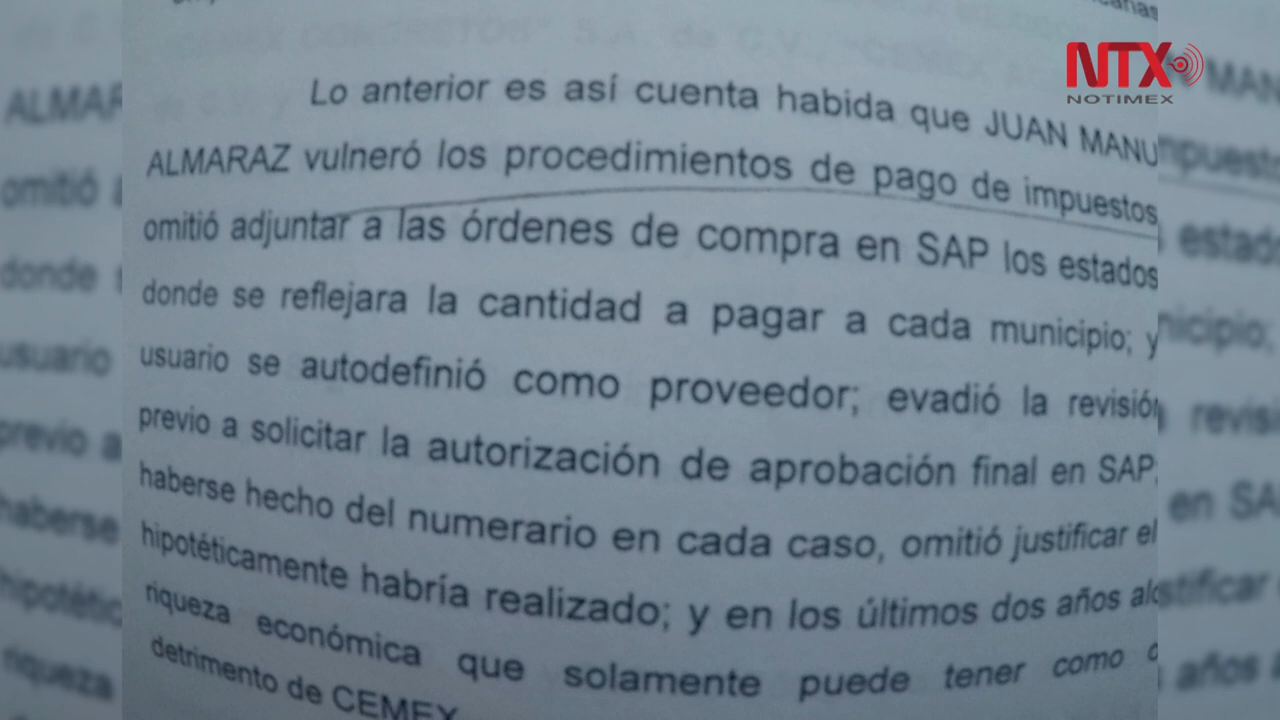 NTX
NOTIMEX
Lo anterior es así cuenta habida que JUAN MANU
ALMARAZ vulneró los procedimientos de pago de impuestos
omitió adjuntar a las órdenes de compra en SAP los estados
donde se reflejara la cantidad a pagar a cada municipio; y
usuario se autodefinió como proveedor; evadió la revisión
previo a solicitar la autorización de aprobación final en SAP;
haberse hecho del numerario en cada caso, omitió justificar el
hipotéticamente habría realizado; y en los últimos dos años
riqueza económica que solamente puede tener como
detrimento de CEMEX